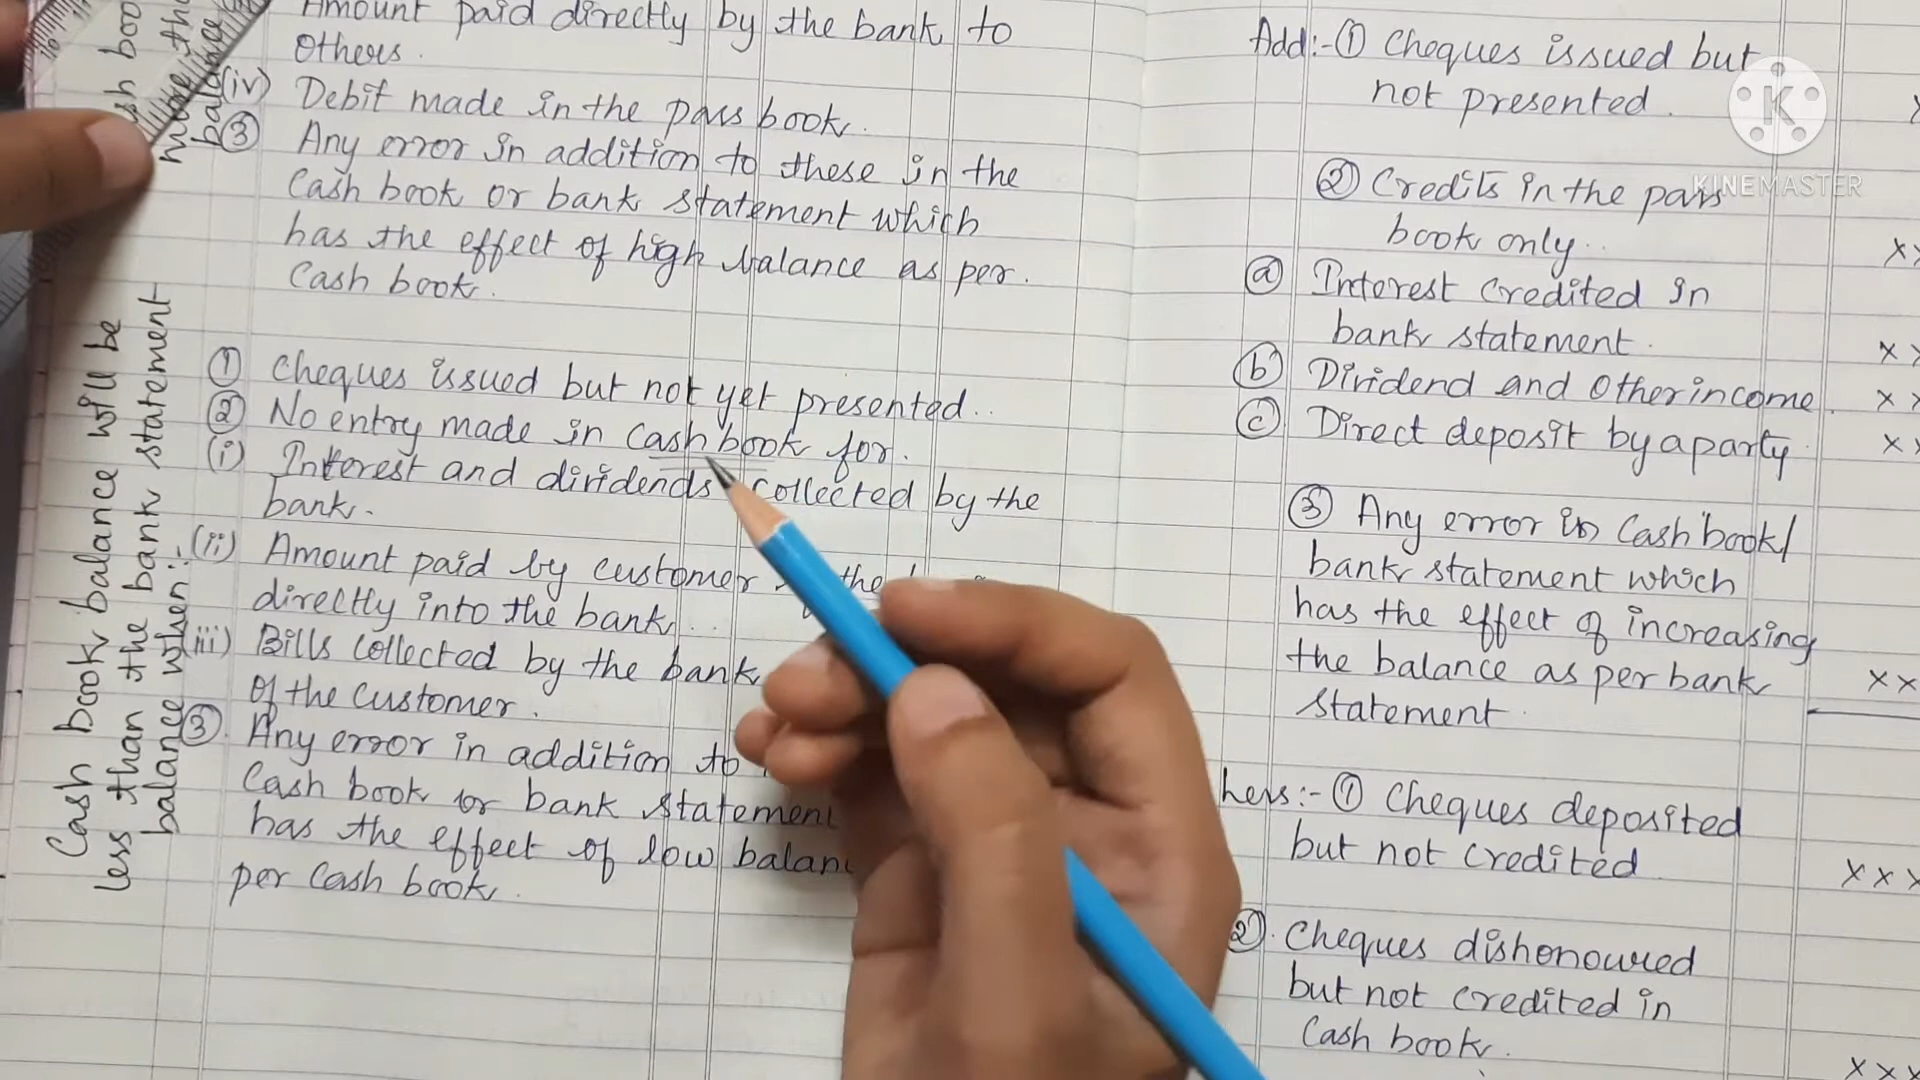 Amount paid directly by the bank to
Others.
(iv) Debit made in the pass book.
③ Any error in addition to these in the
Cash book or bank statement which
has the effect of high balance as per.
Cash book.
① Cheques issued but not yet presented..
② No entry made in cash book for.
(i) Interest and dividends collected by the
bank.
(ii) Amount paid by customer the
directly into the bank..
(iii) Bills collected by the bank
of the customer.
③. Any error in addition to
Cash book or bank statement
has the effect of low
per Cash book.
Cash book balance will be
less than the bank statement
balance when:
balance
Add:- ① Cheques issued but
not presented.
② Credits in the pass
book only..
xx
ⓐ Interest credited in
bank statement.
xx
ⓑ Dividend and Other income.
xx
ⓒ Direct deposit by a party.
xx
③ Any error in Cash book/
bank statement which
has the effect of increasing
the balance as per bank
statement.
xx
Less:- ① Cheques deposited
but not credited
xxx
②. Cheques dishonoured
but not credited in
Cash book.
xxx
K
KINEMASTER